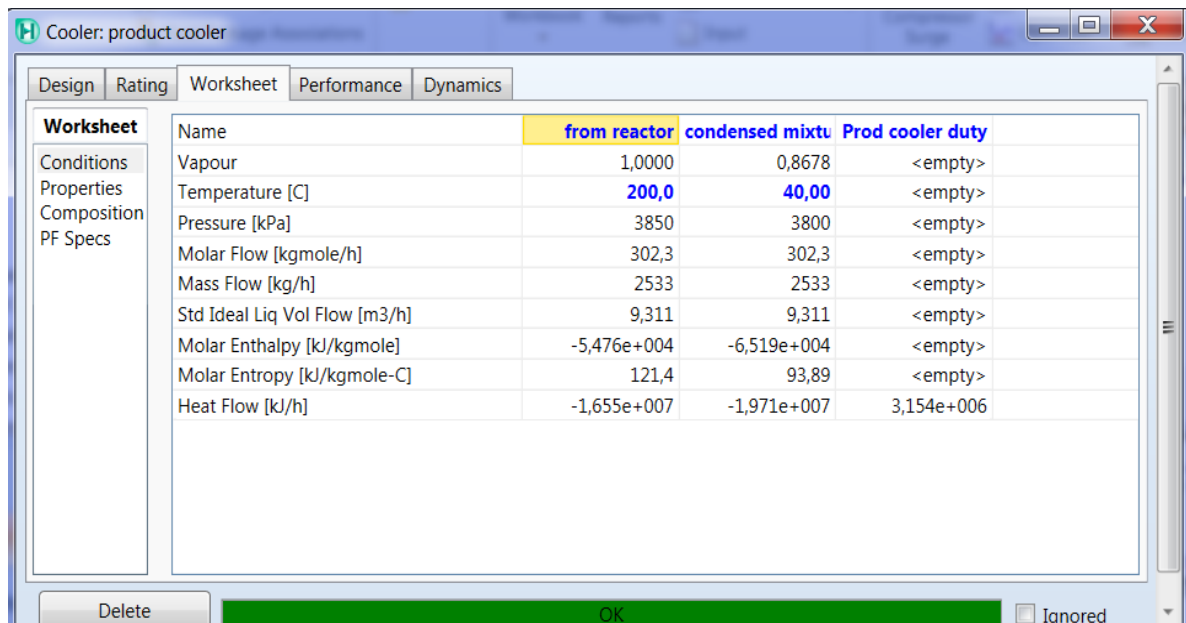 Cooler: product cooler
Design Rating Worksheet Performance Dynamics
Worksheet
Conditions
Properties
Composition
PF Specs
Name from reactor condensed mixtu Prod cooler duty
Vapour 1,0000 0,8678 <empty>
Temperature [C] 200,0 40,00 <empty>
Pressure [kPa] 3850 3800 <empty>
Molar Flow [kgmole/h] 302,3 302,3 <empty>
Mass Flow [kg/h] 2533 2533 <empty>
Std Ideal Liq Vol Flow [m3/h] 9,311 9,311 <empty>
Molar Enthalpy [kJ/kgmole] -5,476e+004 -6,519e+004 <empty>
Molar Entropy [kJ/kgmole-C] 121,4 93,89 <empty>
Heat Flow [kJ/h] -1,655e+007 -1,971e+007 3,154e+006
Delete OK Ignored